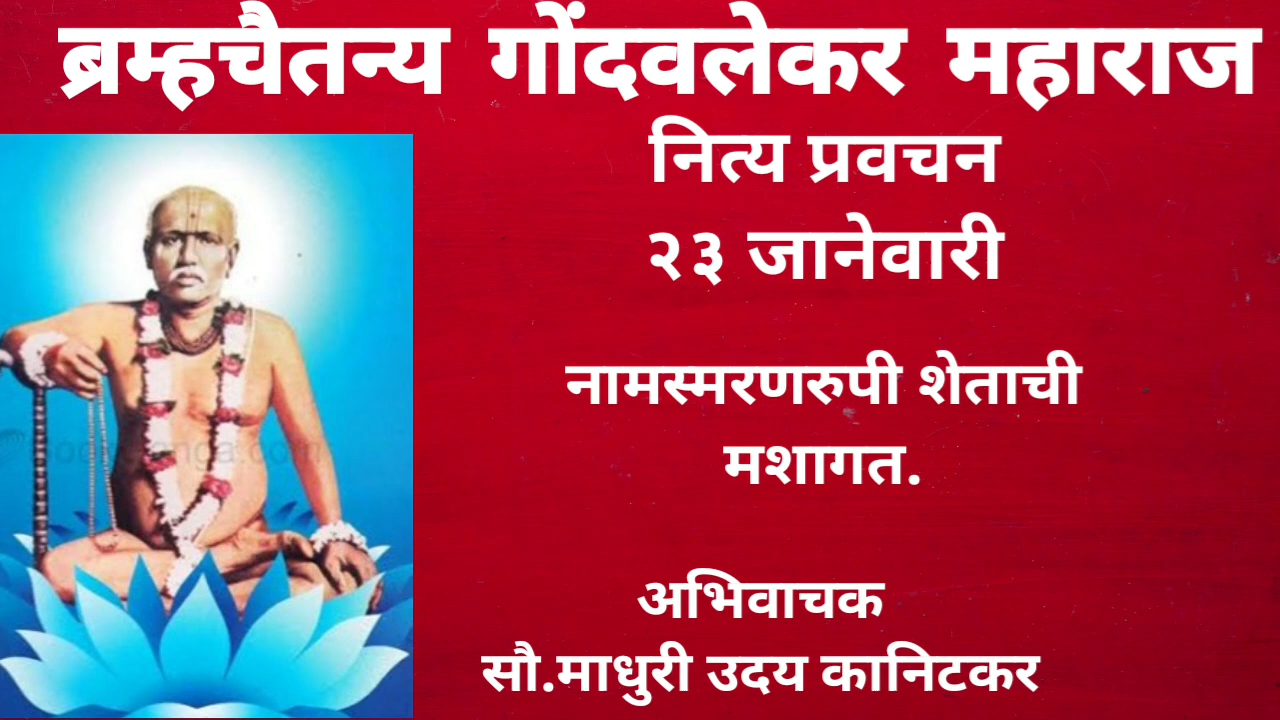 ब्रम्हचैतन्य गोंदवलेकर महाराज
नित्य प्रवचन
२३ जानेवारी
नामस्मरणरुपी शेताची
मशागत.
अभिवाचक
सौ.माधुरी उदय कानिटकर